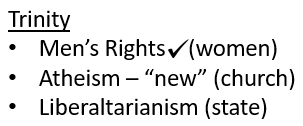 Trinity
• Men's Rights✓(women)
• Atheism – “new” (church)
• Liberaltarianism (state)